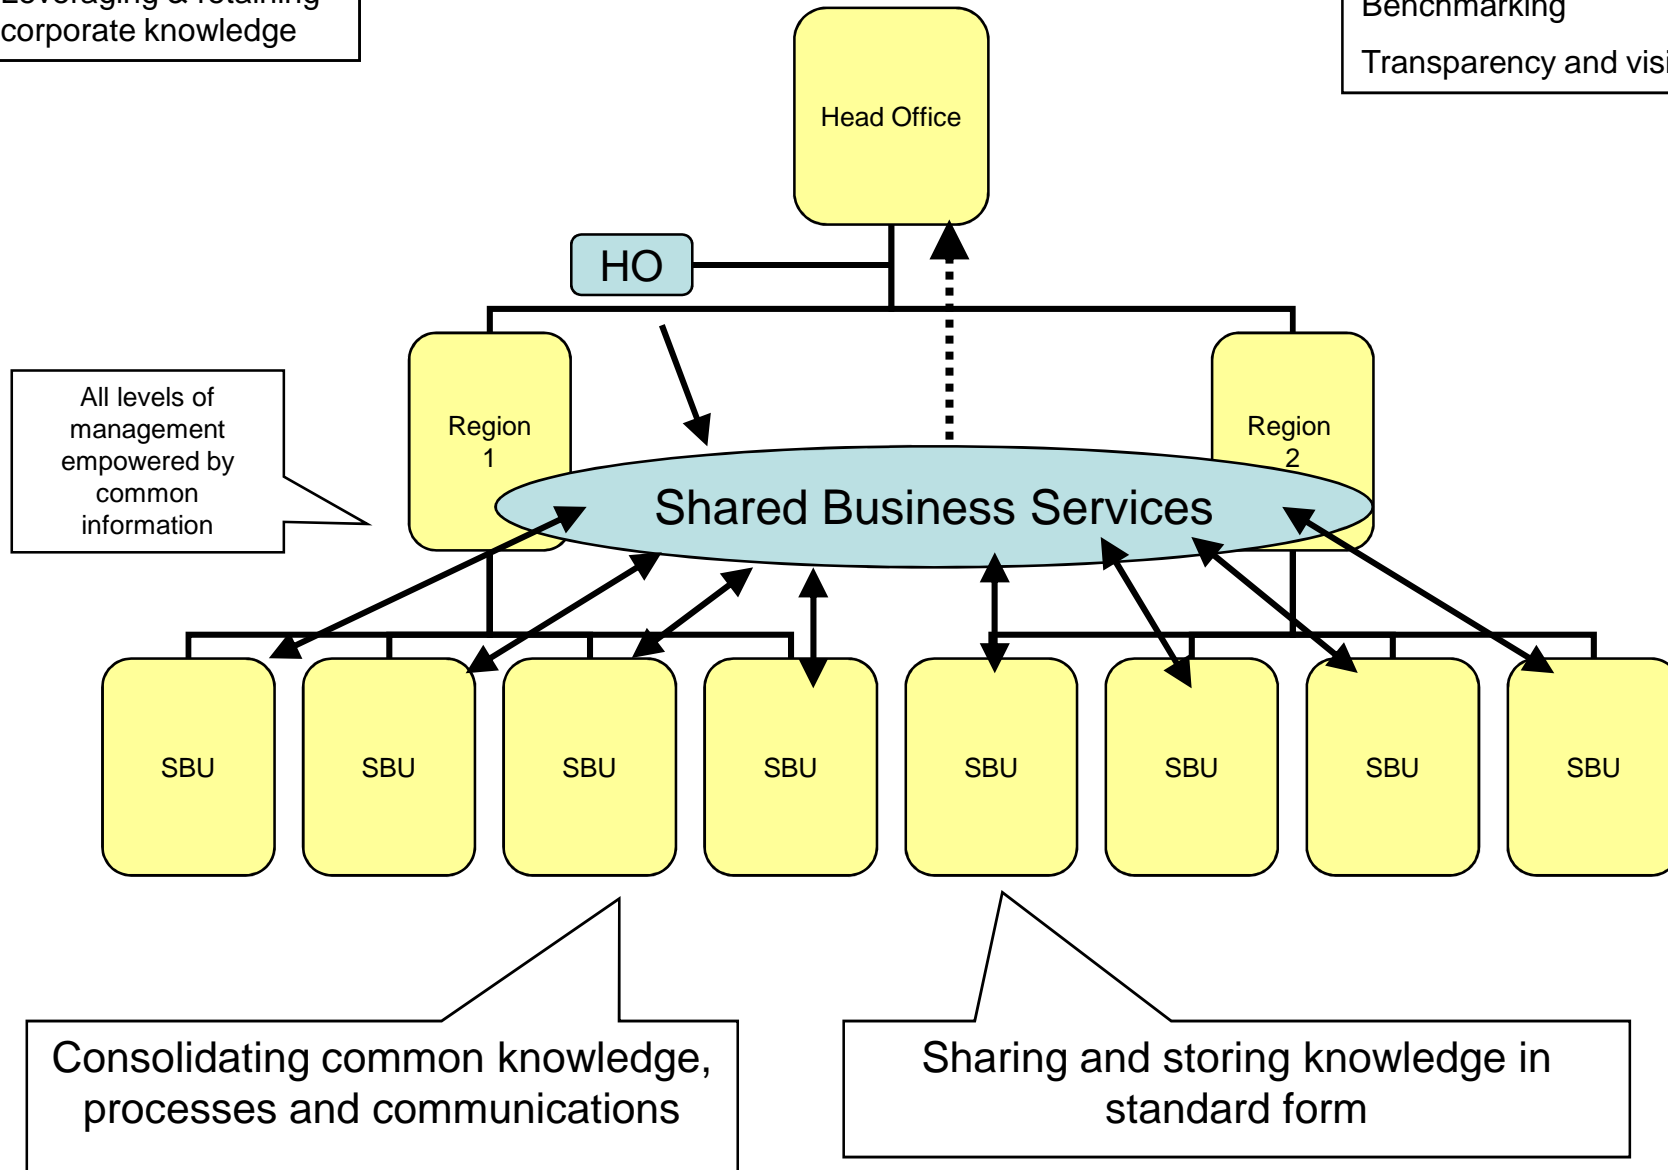 Leveraging & retaining
corporate knowledge
Benchmarking
Transparency and
Head Office
HO
All levels of
management
empowered by
common
information
Region
1
Region
2
Shared Business Services
SBU
SBU
SBU
SBU
SBU
SBU
SBU
SBU
Consolidating common knowledge,
processes and communications
Sharing and storing knowledge in
standard form